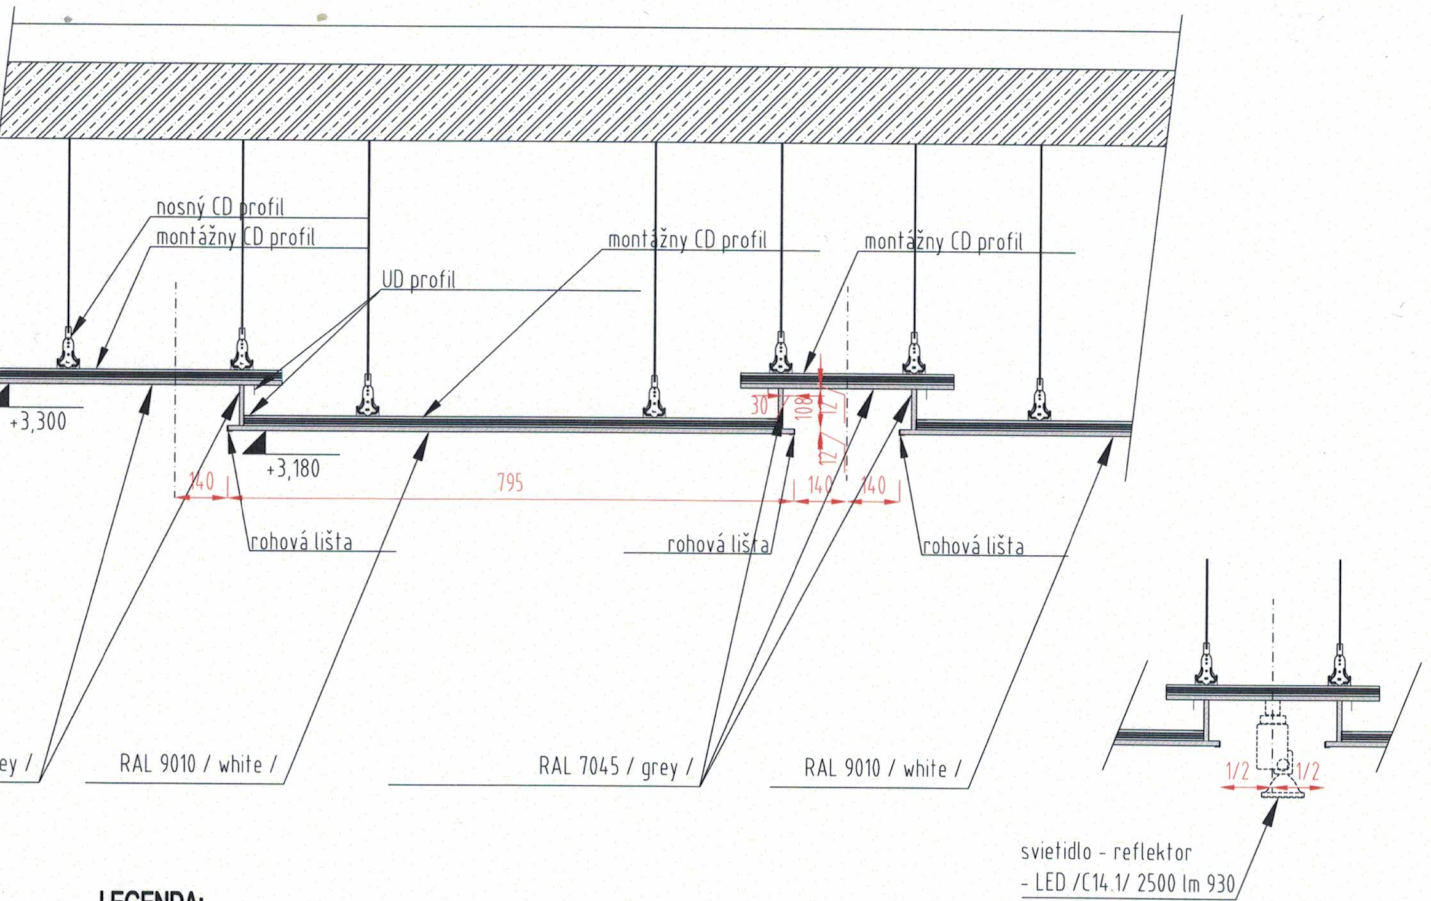 nosný CD profil
montážny CD profil
UD profil
montážny CD profil
montážny CD profil
+3,300
+3,180
30
108
12
12
140
795
140
140
rohová lišta
rohová lišta
rohová lišta
ey /
RAL 9010 / white /
RAL 7045 / grey /
RAL 9010 / white /
1/2
1/2
svietidlo - reflektor
- LED /C14.1/ 2500 lm 930
LEGENDA: